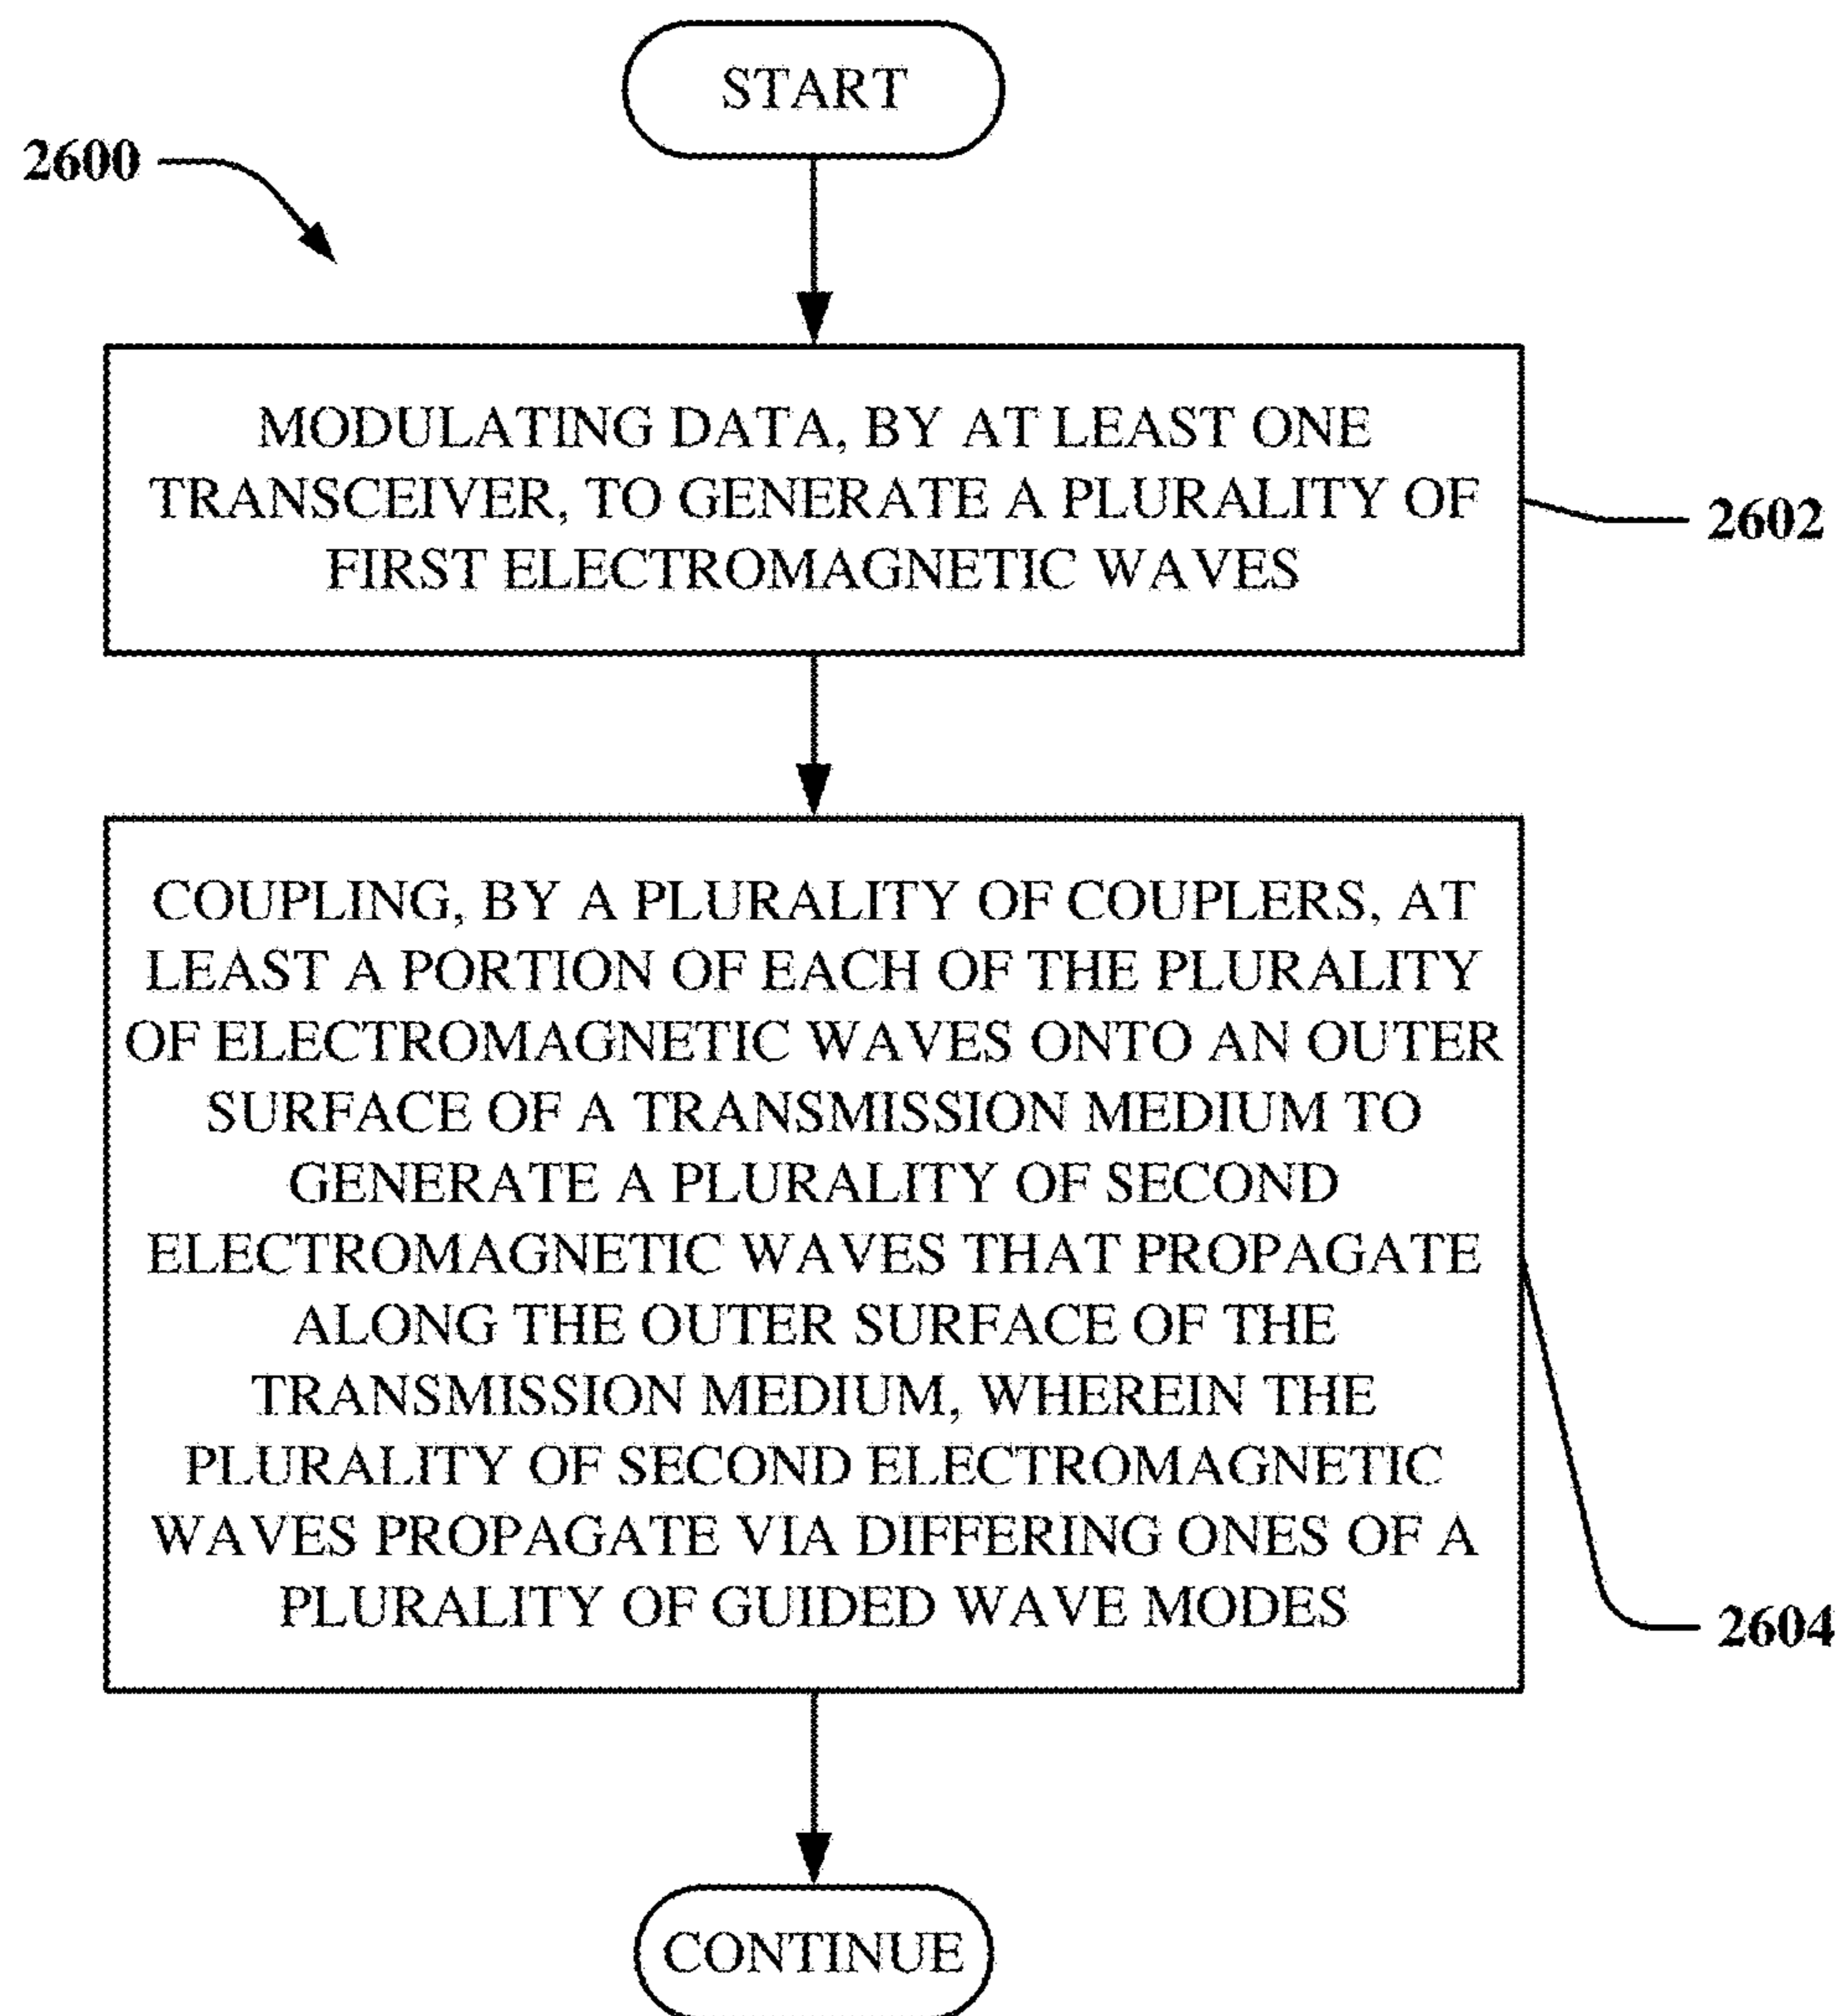 START
2600
MODULATING DATA, BY AT LEAST ONE
TRANSCEIVER, TO GENERATE A PLURALITY OF
FIRST ELECTROMAGNETIC WAVES
2602
COUPLING, BY A PLURALITY OF COUPLERS, AT
LEAST A PORTION OF EACH OF THE PLURALITY
OF ELECTROMAGNETIC WAVES ONTO AN OUTER
SURFACE OF A TRANSMISSION MEDIUM TO
GENERATE A PLURALITY OF SECOND
ELECTROMAGNETIC WAVES THAT PROPAGATE
ALONG THE OUTER SURFACE OF THE
TRANSMISSION MEDIUM, WHEREIN THE
PLURALITY OF SECOND ELECTROMAGNETIC
WAVES PROPAGATE VIA DIFFERING ONES OF A
PLURALITY OF GUIDED WAVE MODES
2604
CONTINUE